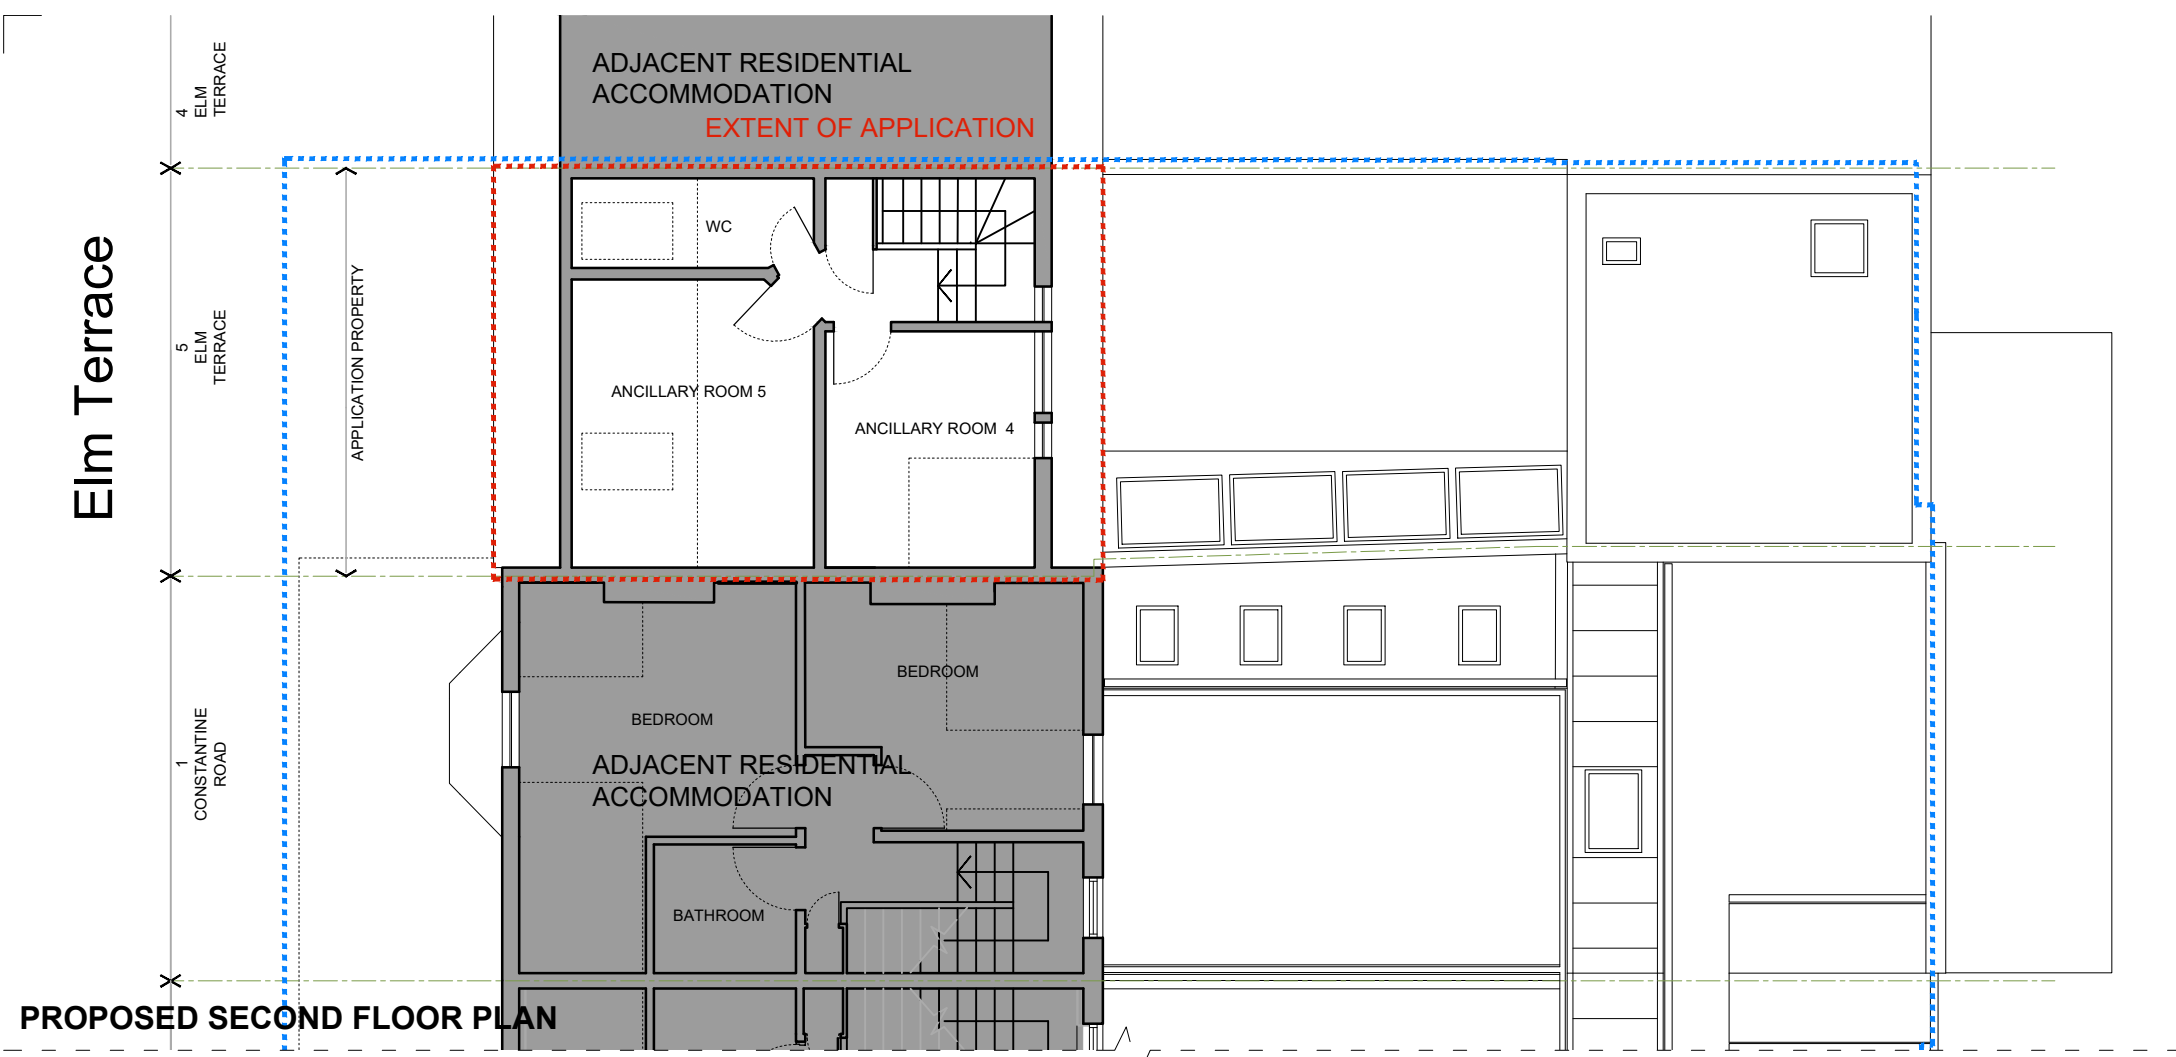 4
ELM
TERRACE
ADJACENT RESIDENTIAL
ACCOMMODATION
EXTENT OF APPLICATION
WC
Elm Terrace
5
ELM
TERRACE
APPLICATION PROPERTY
ANCILLARY ROOM 5
ANCILLARY ROOM 4
BEDROOM
BEDROOM
1
CONSTANTINE
ROAD
ADJACENT RESIDENTIAL
ACCOMMODATION
BATHROOM
PROPOSED SECOND FLOOR PLAN